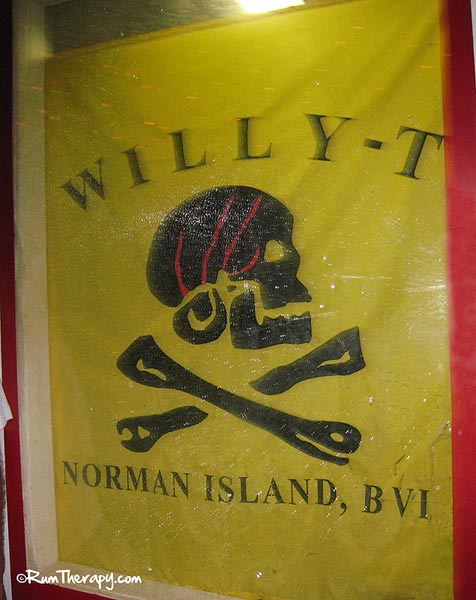 WILLY-T
NORMAN ISLAND, BVI
©RumTherapy.com